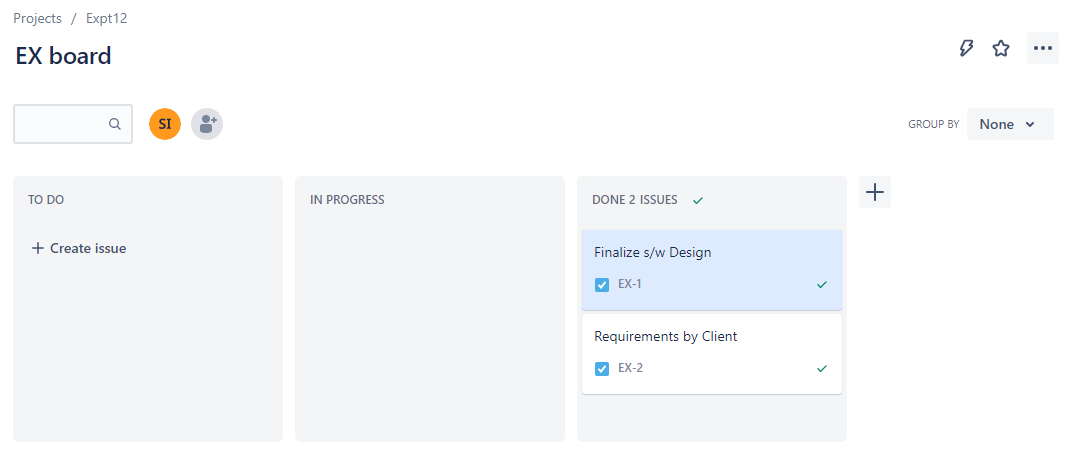 Projects / Expt12
EX board
SI
GROUP BY None
TO DO
IN PROGRESS
DONE 2 ISSUES
Create issue
Finalize s/w Design
EX-1
Requirements by Client
EX-2